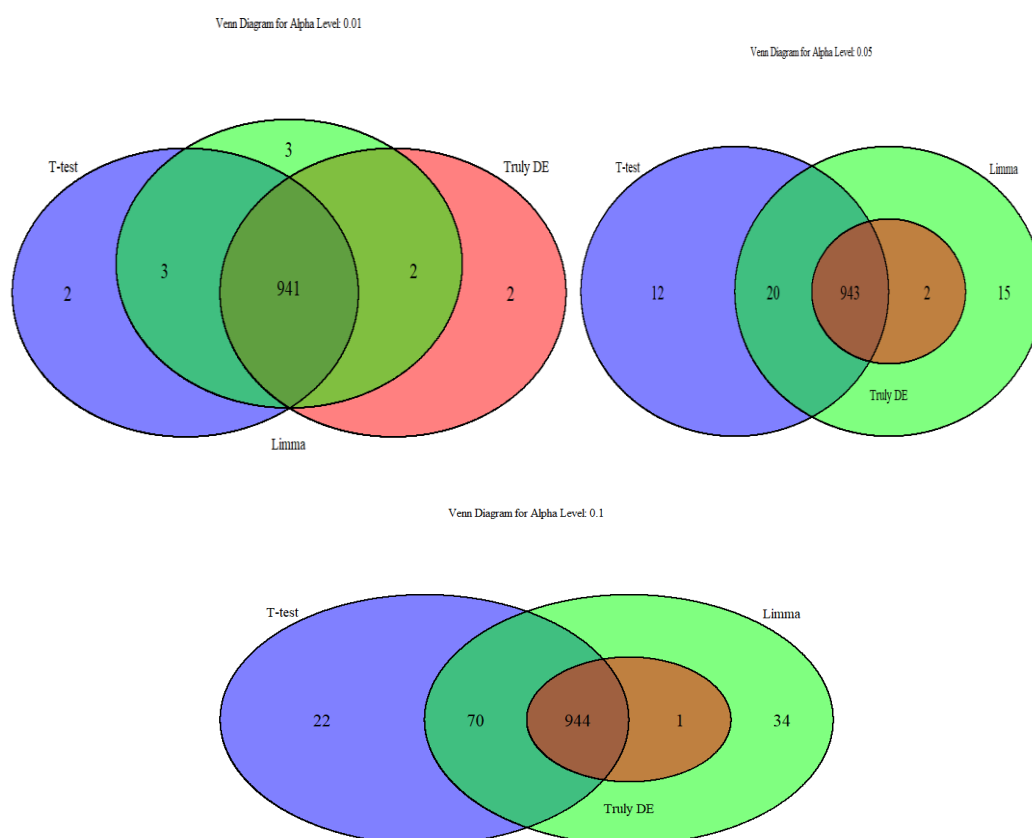 Venn Diagram for Alpha Level: 0.01
T-test
3
Truly DE
2
3
941
2
2
Limma
Venn Diagram for Alpha Level: 0.05
T-test
Limma
12
20
943
2
15
Truly DE
Venn Diagram for Alpha Level: 0.1
T-test
Limma
22
70
944
1
34
Truly DE